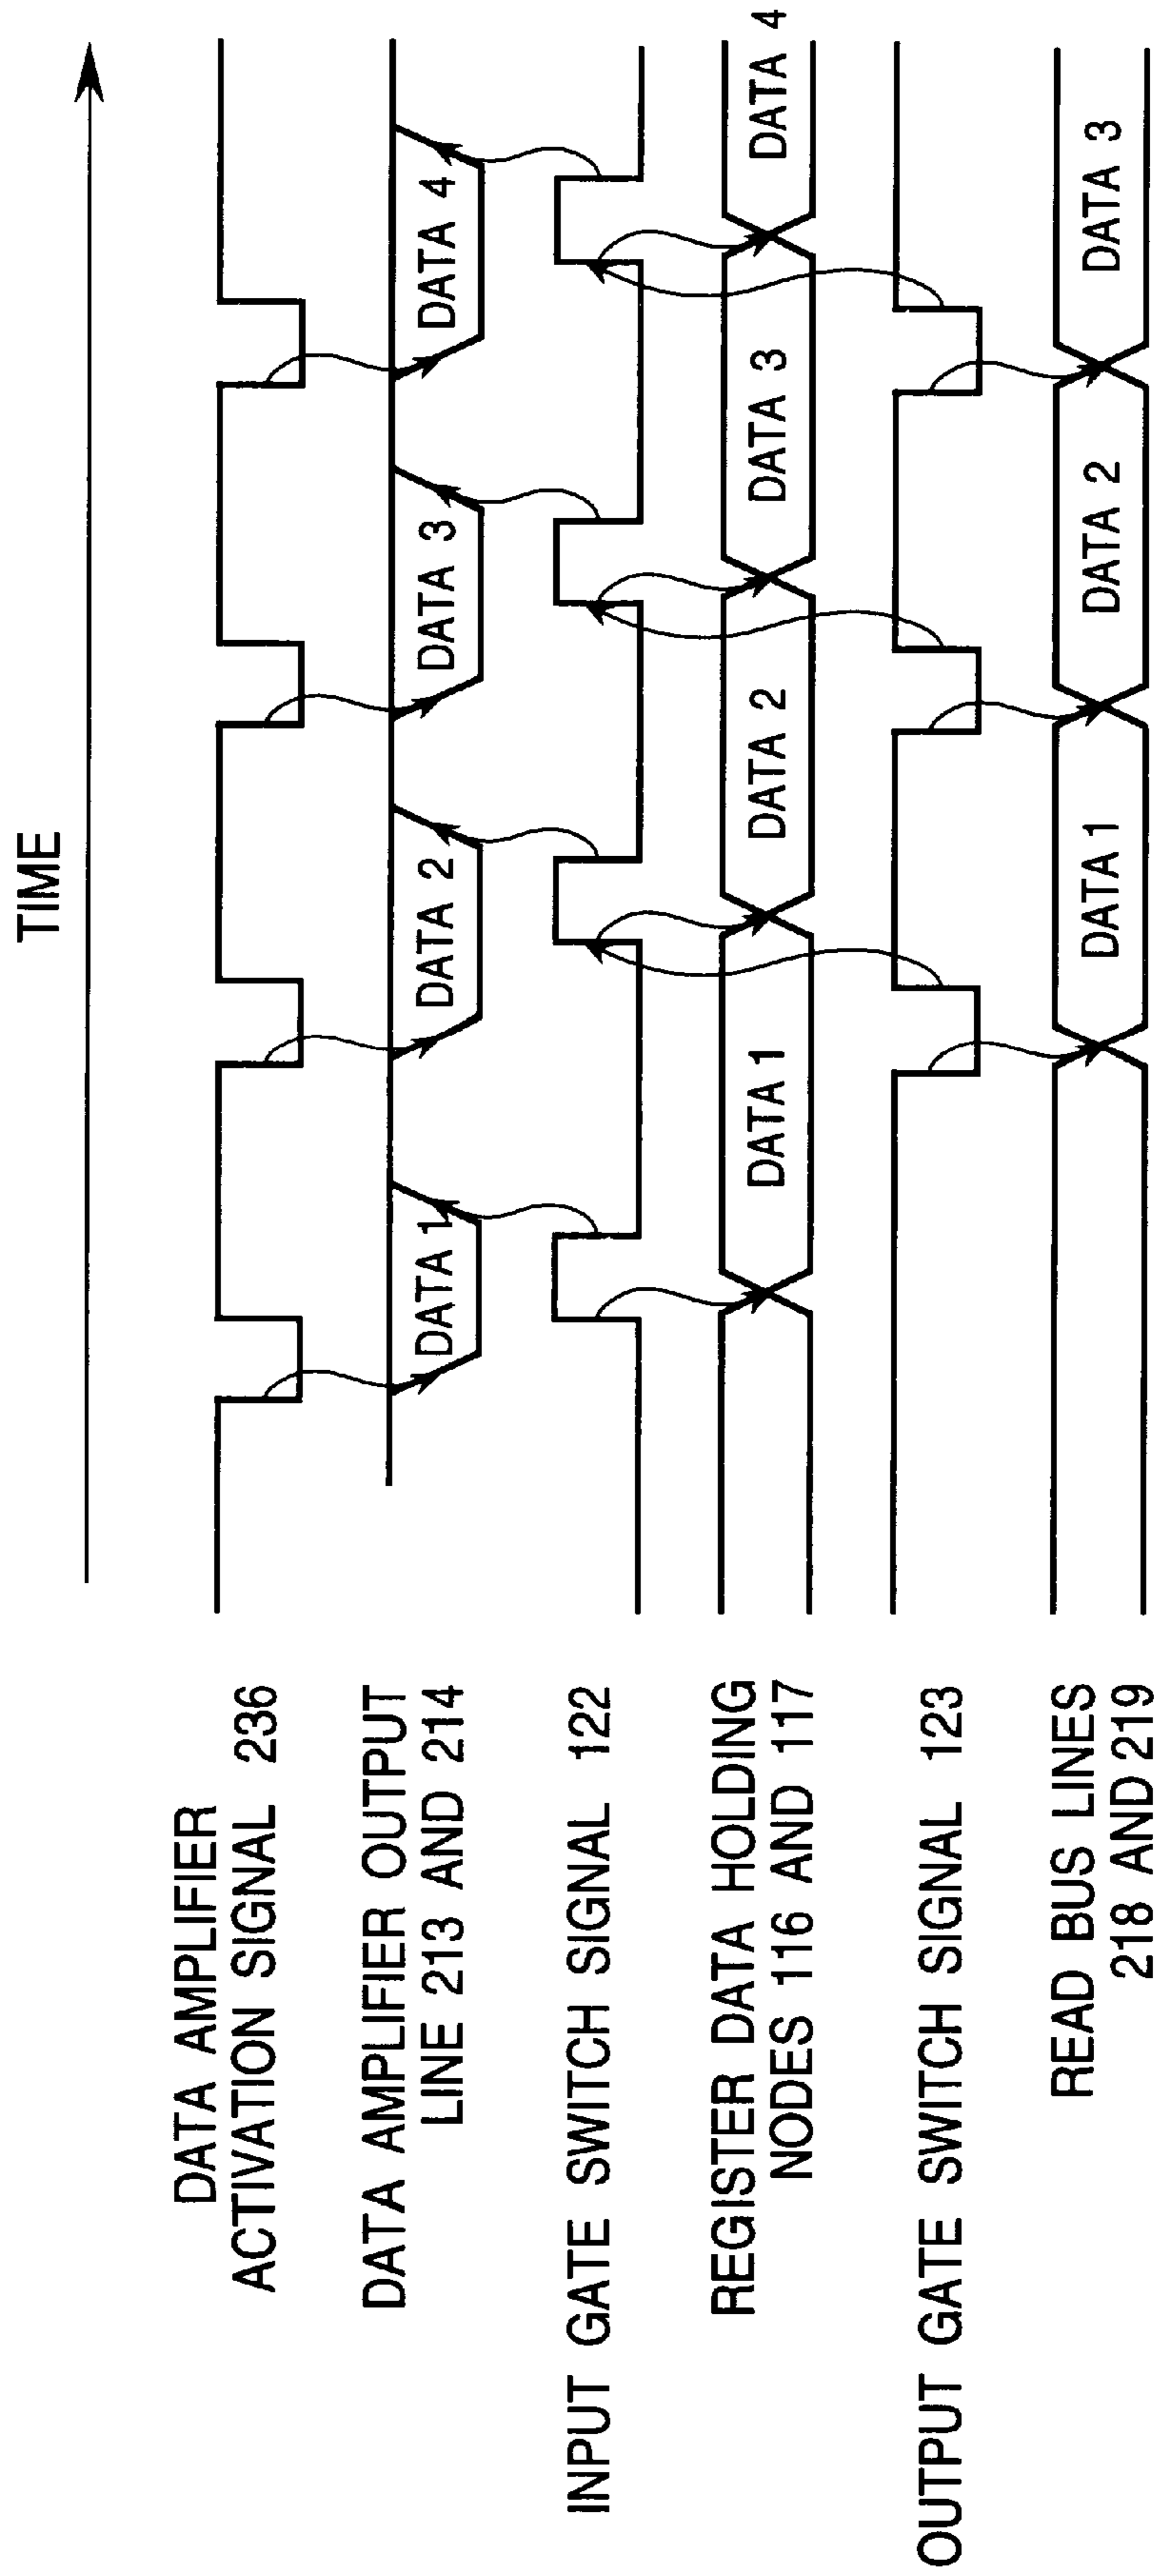 TIME
DATA AMPLIFIER
ACTIVATION SIGNAL 236
DATA AMPLIFIER OUTPUT
LINE 213 AND 214
DATA 1
DATA 2
DATA 3
DATA 4
INPUT GATE SWITCH SIGNAL 122
REGISTER DATA HOLDING
NODES 116 AND 117
DATA 1
DATA 2
DATA 3
DATA 4
OUTPUT GATE SWITCH SIGNAL 123
READ BUS LINES
218 AND 219
DATA 1
DATA 2
DATA 3